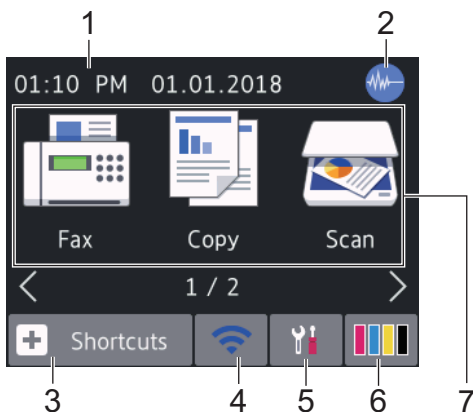 1 2
01:10 PM 01.01.2018
Fax Copy Scan
1 / 2
Shortcuts
3 4 5 6 7